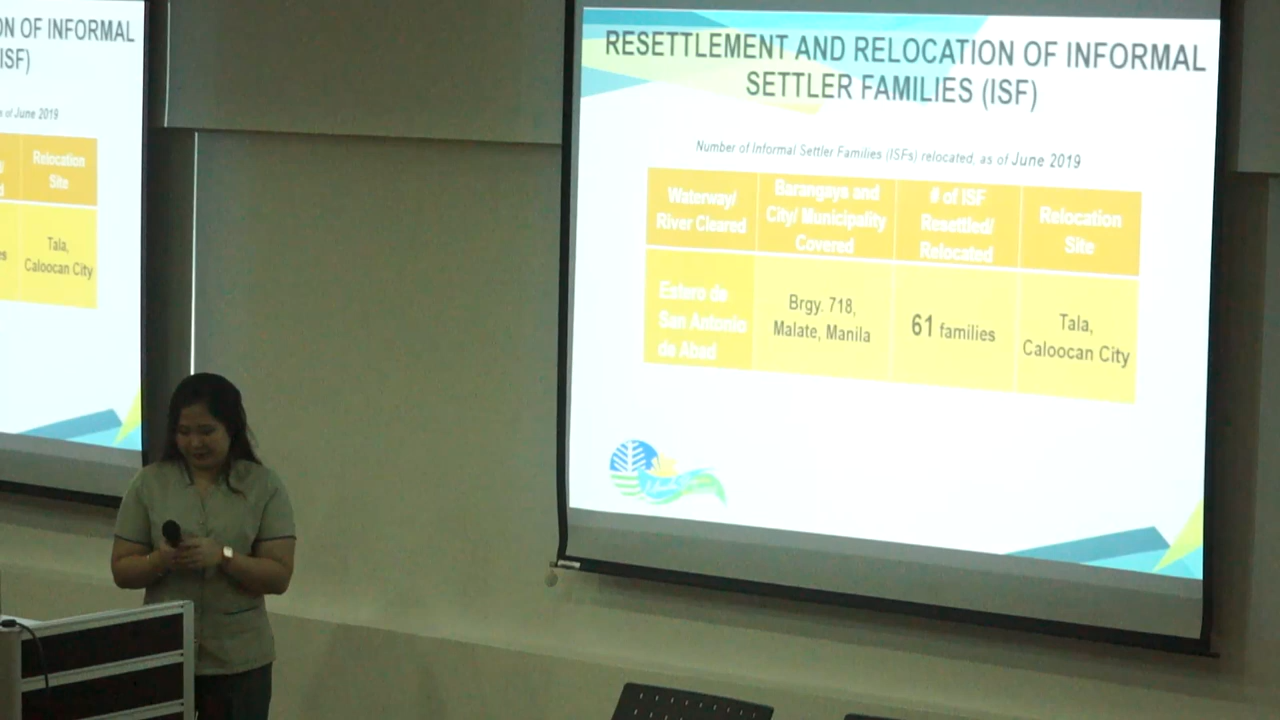 ON OF INFORMAL
ISF)
of June 2019
Relocation
Site
Tala,
Caloocan City
RESETTLEMENT AND RELOCATION OF INFORMAL
SETTLER FAMILIES (ISF)
Number of Informal Settler Families (ISFs) relocated, as of June 2019
Waterway/
River Cleared
Barangays and
City/ Municipality
Covered
# of ISF
Resettled/
Relocated
Relocation
Site
Estero de
San Antonio
de Abad
Brgy. 718,
Malate, Manila
61 families
Tala,
Caloocan City